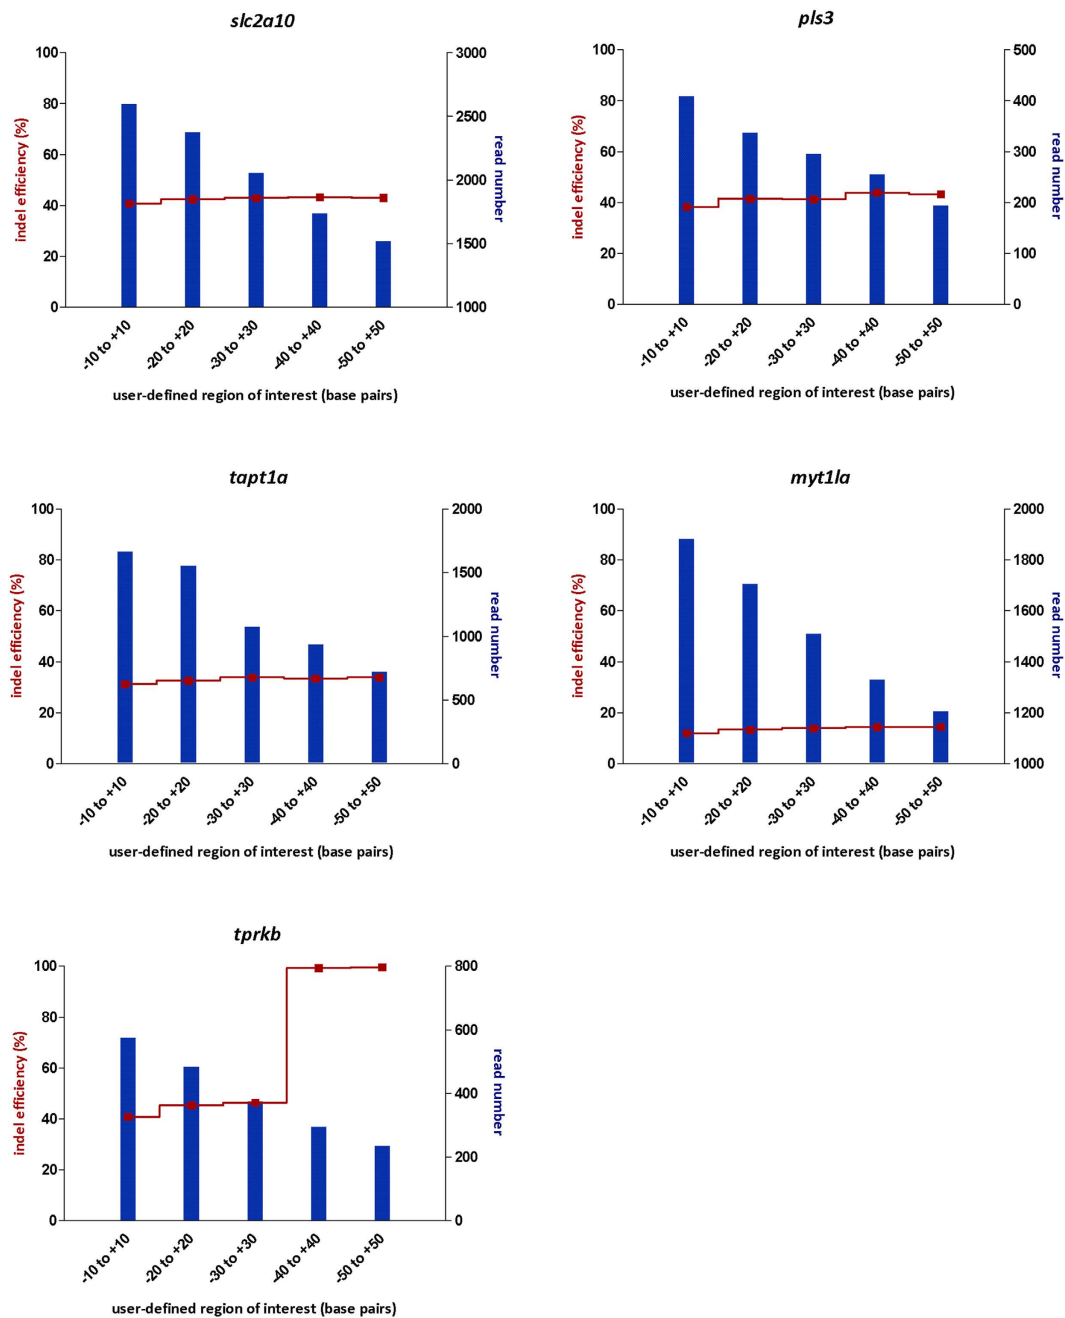 slc2a10
100
80
60
40
20
0
indel efficiency (%)
3000
2500
2000
1500
1000
read number
-10 to +10
-20 to +20
-30 to +30
-40 to +40
-50 to +50
user-defined region of interest (base pairs)
pls3
100
80
60
40
20
0
indel efficiency (%)
500
400
300
200
100
0
read number
-10 to +10
-20 to +20
-30 to +30
-40 to +40
-50 to +50
user-defined region of interest (base pairs)
tapt1a
100
80
60
40
20
0
indel efficiency (%)
2000
1500
1000
500
0
read number
-10 to +10
-20 to +20
-30 to +30
-40 to +40
-50 to +50
user-defined region of interest (base pairs)
myt1la
100
80
60
40
20
0
indel efficiency (%)
2000
1800
1600
1400
1200
1000
read number
-10 to +10
-20 to +20
-30 to +30
-40 to +40
-50 to +50
user-defined region of interest (base pairs)
tprkb
100
80
60
40
20
0
indel efficiency (%)
800
600
400
200
0
read number
-10 to +10
-20 to +20
-30 to +30
-40 to +40
-50 to +50
user-defined region of interest (base pairs)